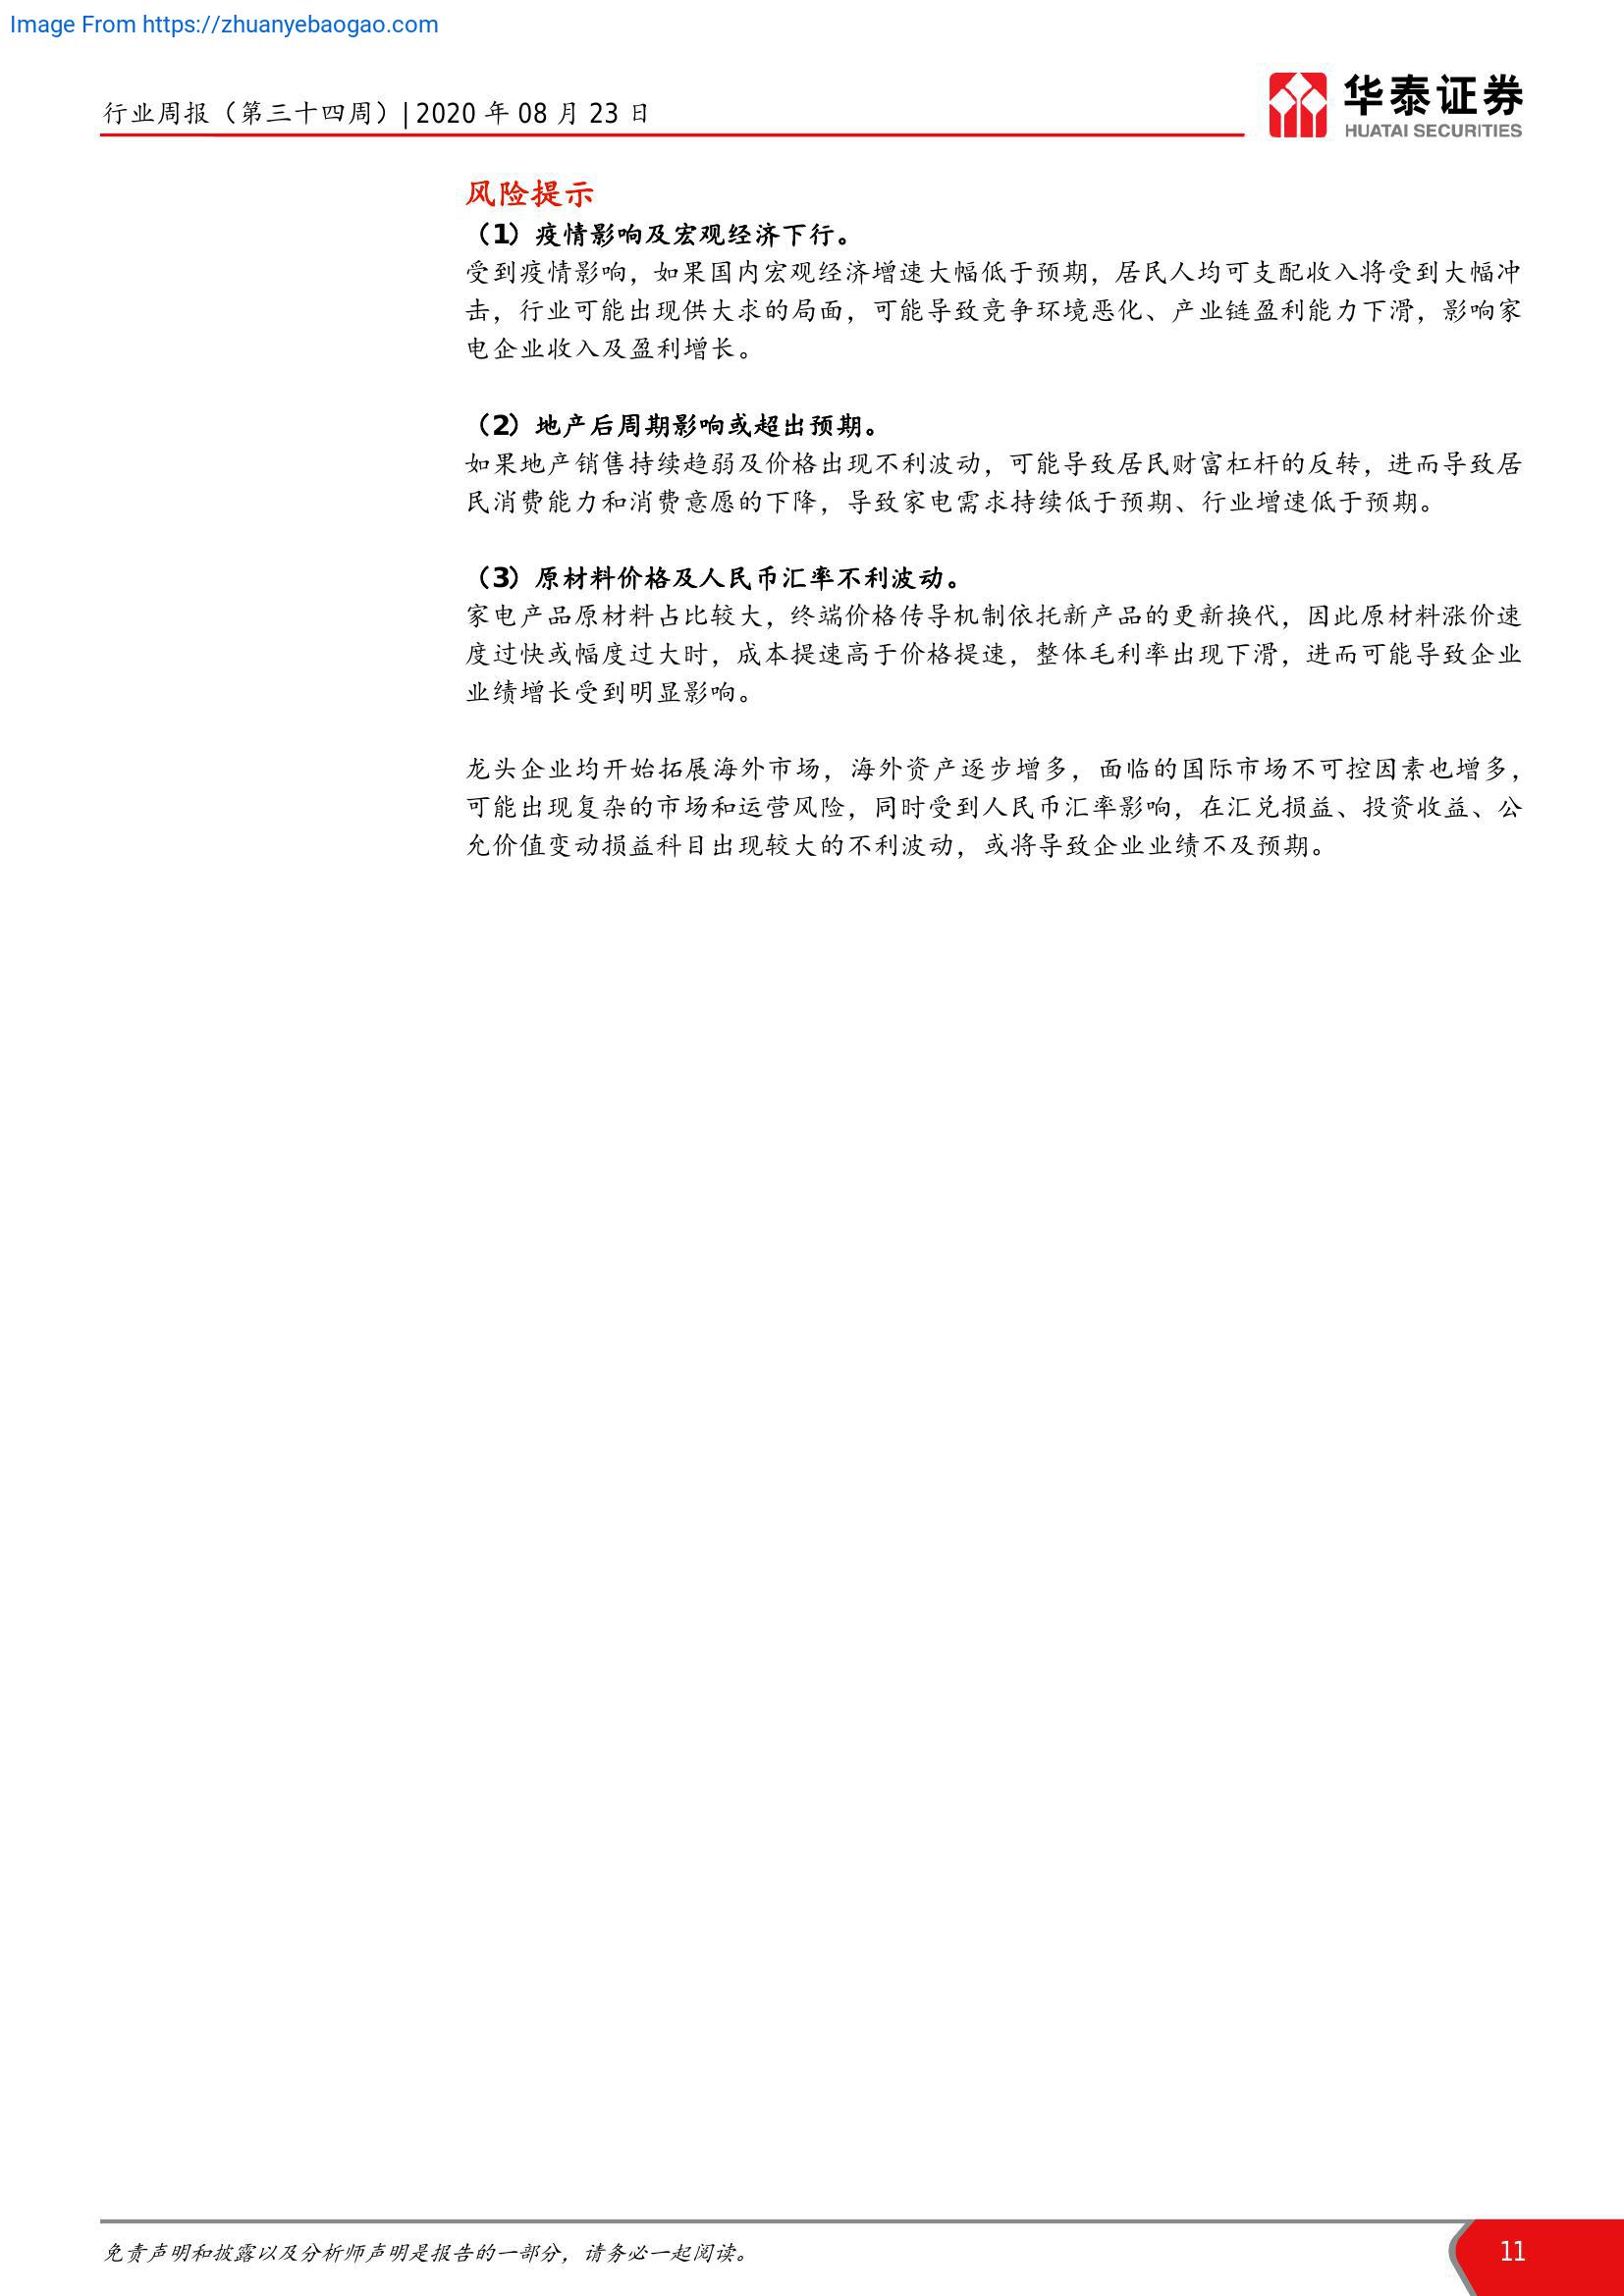 Image From https://zhuanyebaogao.com
华泰证券
HUATAI SECURITIES
行业周报（第三十四周）| 2020 年 08 月 23 日
风险提示
（1）疫情影响及宏观经济下行。
受到疫情影响，如果国内宏观经济增速大幅低于预期，居民人均可支配收入将受到大幅冲
击，行业可能出现供大求的局面，可能导致竞争环境恶化、产业链盈利能力下滑，影响家
电企业收入及盈利增长。
（2）地产后周期影响或超出预期。
如果地产销售持续趋弱及价格出现不利波动，可能导致居民财富杠杆的反转，进而导致居
民消费能力和消费意愿的下降，导致家电需求持续低于预期、行业增速低于预期。
（3）原材料价格及人民币汇率不利波动。
家电产品原材料占比较大，终端价格传导机制依托新产品的更新换代，因此原材料涨价速
度过快或幅度过大时，成本提速高于价格提速，整体毛利率出现下滑，进而可能导致企业
业绩增长受到明显影响。
龙头企业均开始拓展海外市场，海外资产逐步增多，面临的国际市场不可控因素也增多，
可能出现复杂的市场和运营风险，同时受到人民币汇率影响，在汇兑损益、投资收益、公
允价值变动损益科目出现较大的不利波动，或将导致企业业绩不及预期。
免责声明和披露以及分析师声明是报告的一部分，请务必一起阅读。
11